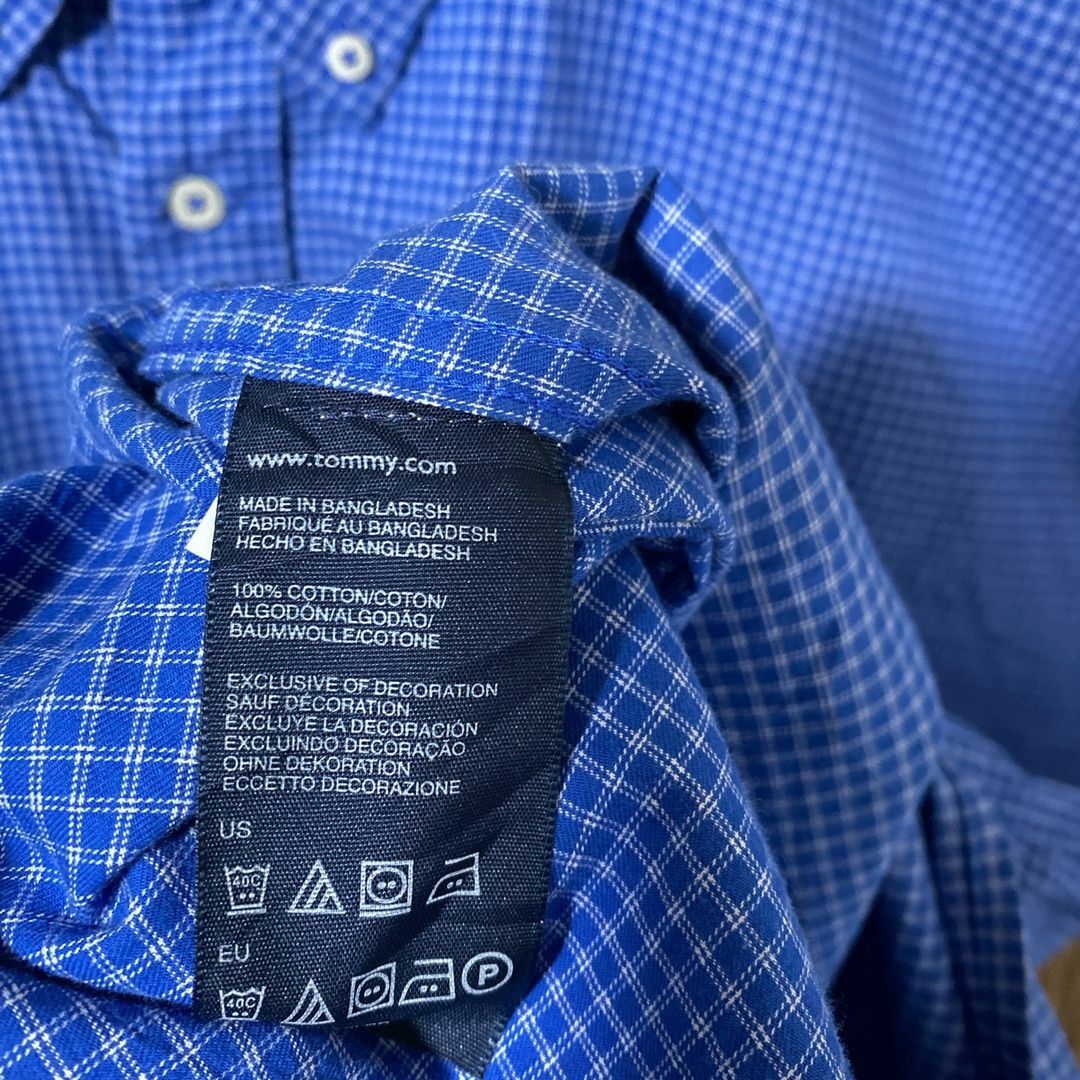 www.tommy.com
MADE IN BANGLADESH
FABRIQUÉ AU BANGLADESH
HECHO EN BANGLADESH
100% COTTON/COTON/
ALGODÓN/ALGODÃO/
BAUMWOLLE/COTONE
EXCLUSIVE OF DECORATION
SAUF DÉCORATION
EXCLUYE LA DECORACIÓN
EXCLUINDO DECORAÇÃO
OHNE DEKORATION
ECCETTO DECORAZIONE
US
40C
EU
40C P